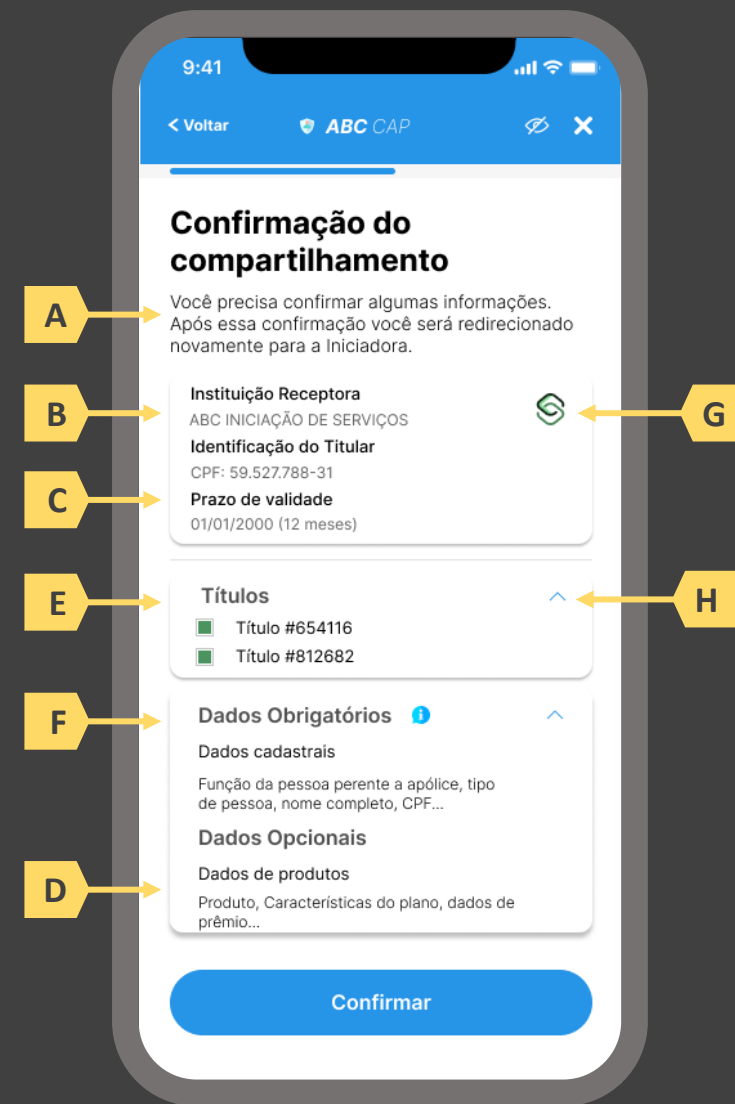 9:41
< Voltar
ABC CAP
Confirmação do
compartilhamento
A
Você precisa confirmar algumas informações.
Após essa confirmação você será redirecionado
novamente para a Iniciadora.
B
Instituição Receptora
ABC INICIAÇÃO DE SERVIÇOS
G
Identificação do Titular
CPF: 59.527.788-31
C
Prazo de validade
01/01/2000 (12 meses)
E
Títulos
H
Título #654116
Título #812682
F
Dados Obrigatórios
Dados cadastrais
Função da pessoa perente a apólice, tipo
de pessoa, nome completo, CPF...
Dados Opcionais
D
Dados de produtos
Produto, Características do plano, dados de
prêmio...
Confirmar